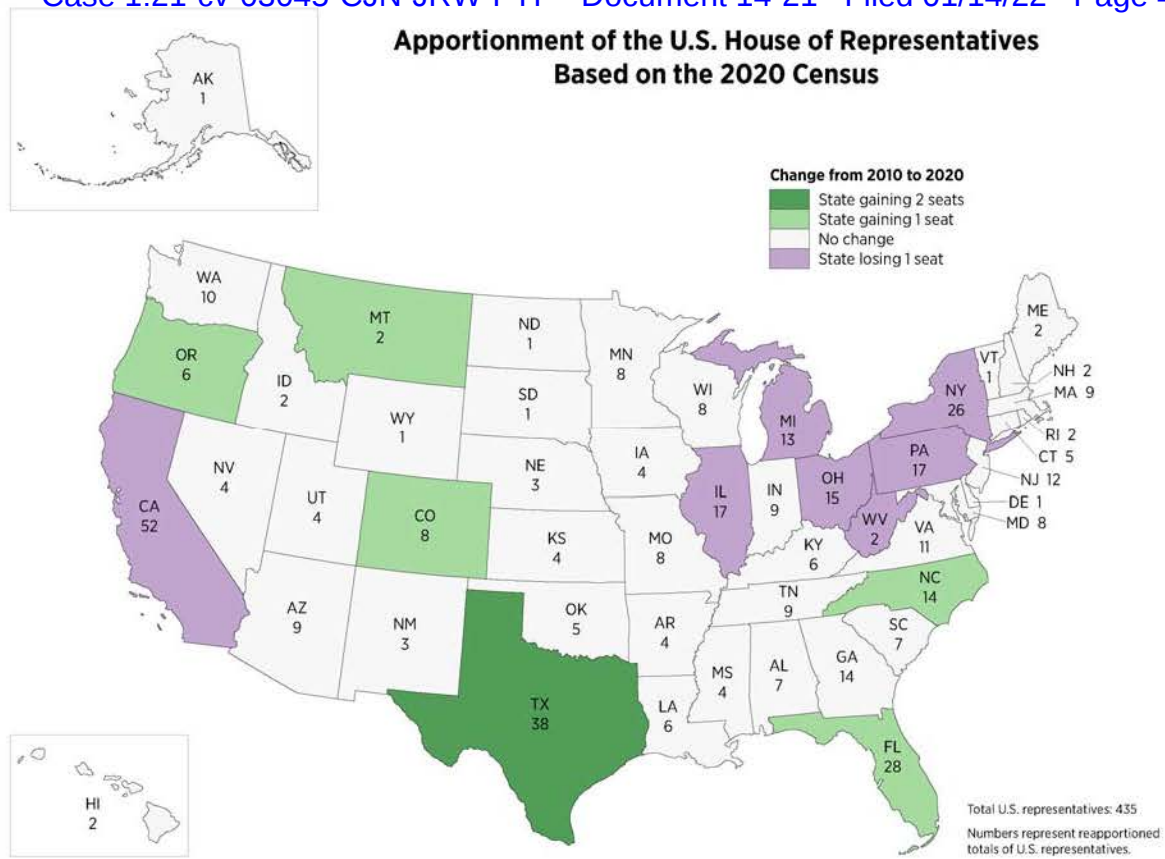 Case 1:21-cv-03045-CJN-JRW-FYP Document 14-21 Filed 01/14/22 Page
Apportionment of the U.S. House of Representatives
Based on the 2020 Census
AK
1
Change from 2010 to 2020
State gaining 2 seats
State gaining 1 seat
No change
State losing 1 seat
WA
10
OR
6
MT
2
ID
2
ND
1
SD
1
MN
8
WI
8
MI
13
NY
26
VT
1
ME
2
NH 2
MA 9
RI 2
CT 5
NJ 12
DE 1
MD 8
WY
1
NE
3
IA
4
IL
17
IN
9
OH
15
PA
17
WV
2
VA
11
KY
6
CA
52
NV
4
UT
4
CO
8
KS
4
MO
8
TN
9
NC
14
SC
7
AZ
9
NM
3
OK
5
AR
4
MS
4
AL
7
GA
14
TX
38
LA
6
FL
28
HI
2
Total U.S. representatives: 435
Numbers represent reapportioned
totals of U.S. representatives.